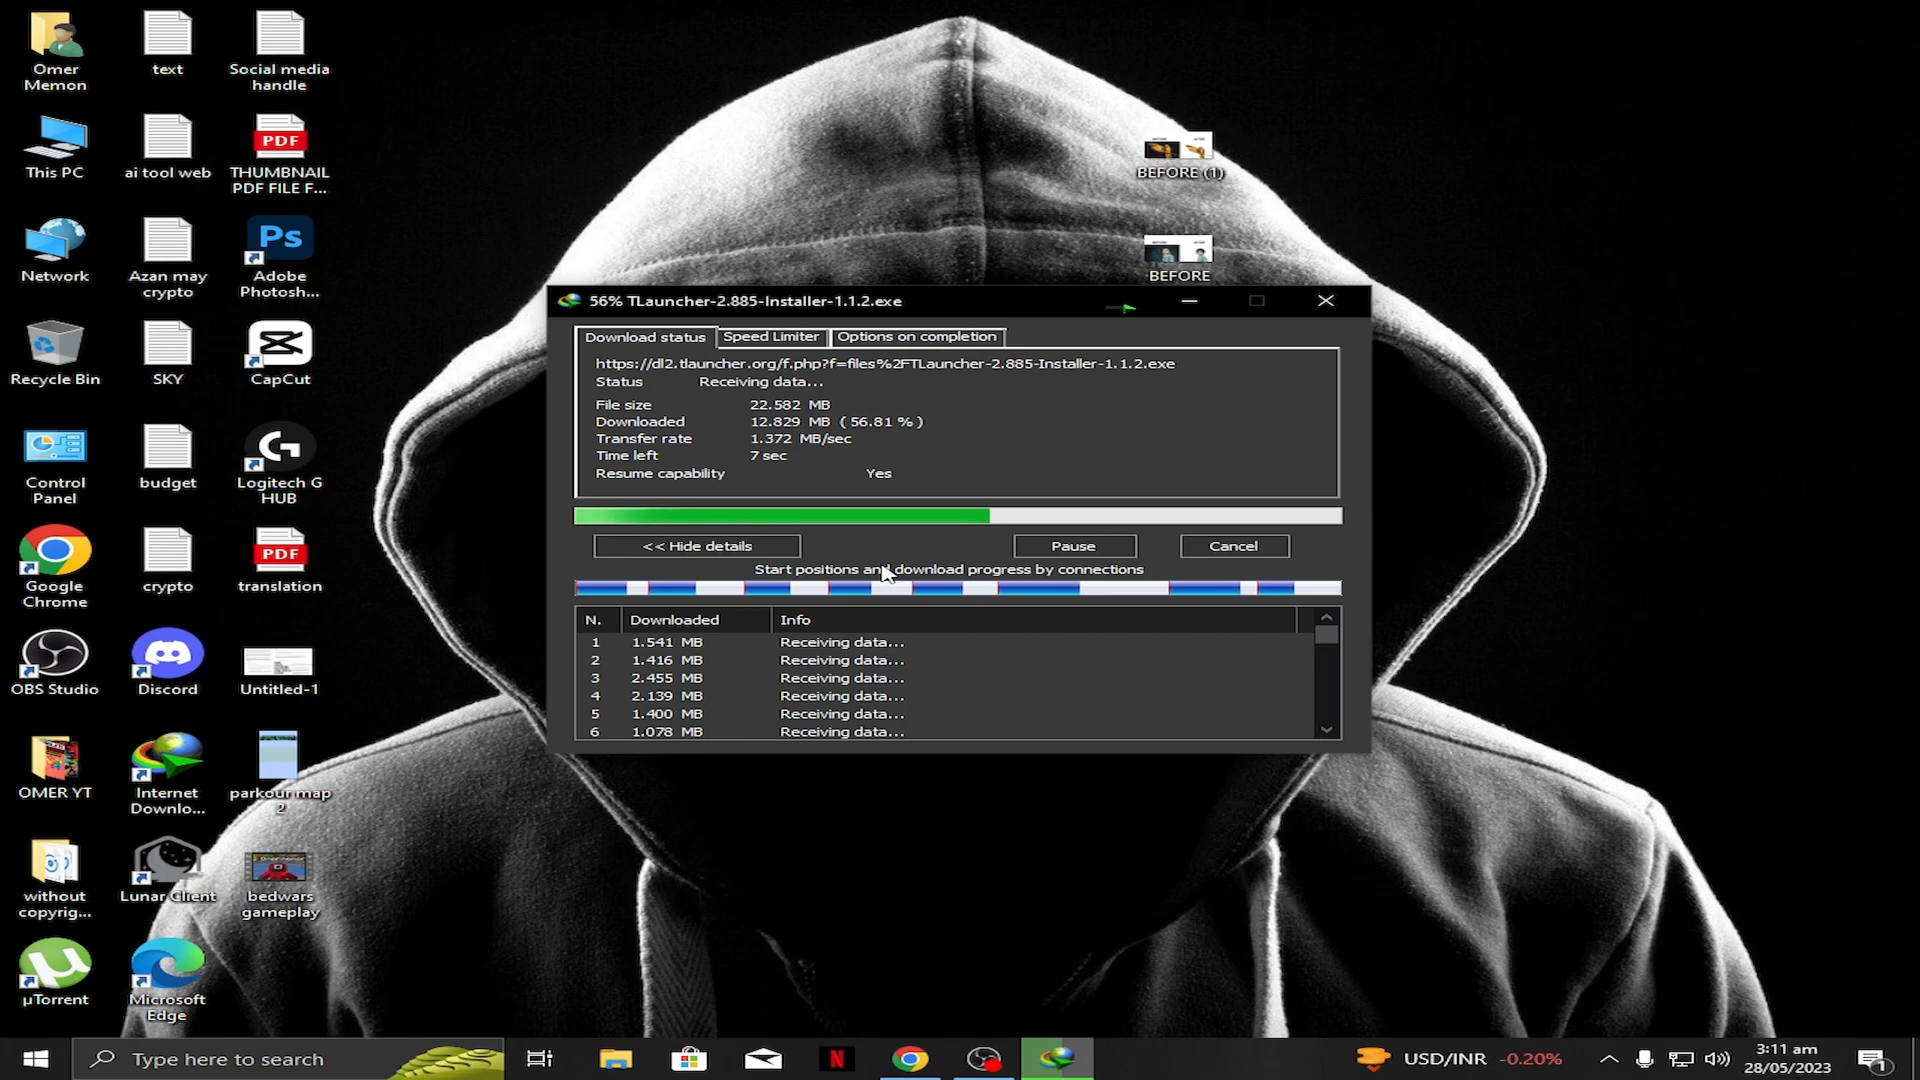 Omer
Memon
text
Social media
handle
This PC
ai tool web
PDF
THUMBNAIL
PDF FILE F...
Network
Azan may
crypto
Ps
Adobe
Photosh...
Recycle Bin
SKY
CapCut
Control
Panel
budget
Logitech G
HUB
Google
Chrome
crypto
PDF
translation
OBS Studio
Discord
Untitled-1
OMER YT
Internet
Downlo...
parkour map
2
without
copyrig...
Lunar Client
bedwars
gameplay
µTorrent
Microsoft
Edge
BEFORE (1)
BEFORE
56% TLauncher-2.885-Installer-1.1.2.exe
Download status
Speed Limiter
Options on completion
https://dl2.tlauncher.org/f.php?f=files%2FTLauncher-2.885-Installer-1.1.2.exe
Status Receiving data...
File size 22.582 MB
Downloaded 12.829 MB ( 56.81 % )
Transfer rate 1.372 MB/sec
Time left 7 sec
Resume capability Yes
<< Hide details
Pause
Cancel
Start positions and download progress by connections
N. Downloaded Info
1 1.541 MB Receiving data...
2 1.416 MB Receiving data...
3 2.455 MB Receiving data...
4 2.139 MB Receiving data...
5 1.400 MB Receiving data...
6 1.078 MB Receiving data...
Type here to search
N
USD/INR -0.20%
3:11 am
28/05/2023
1